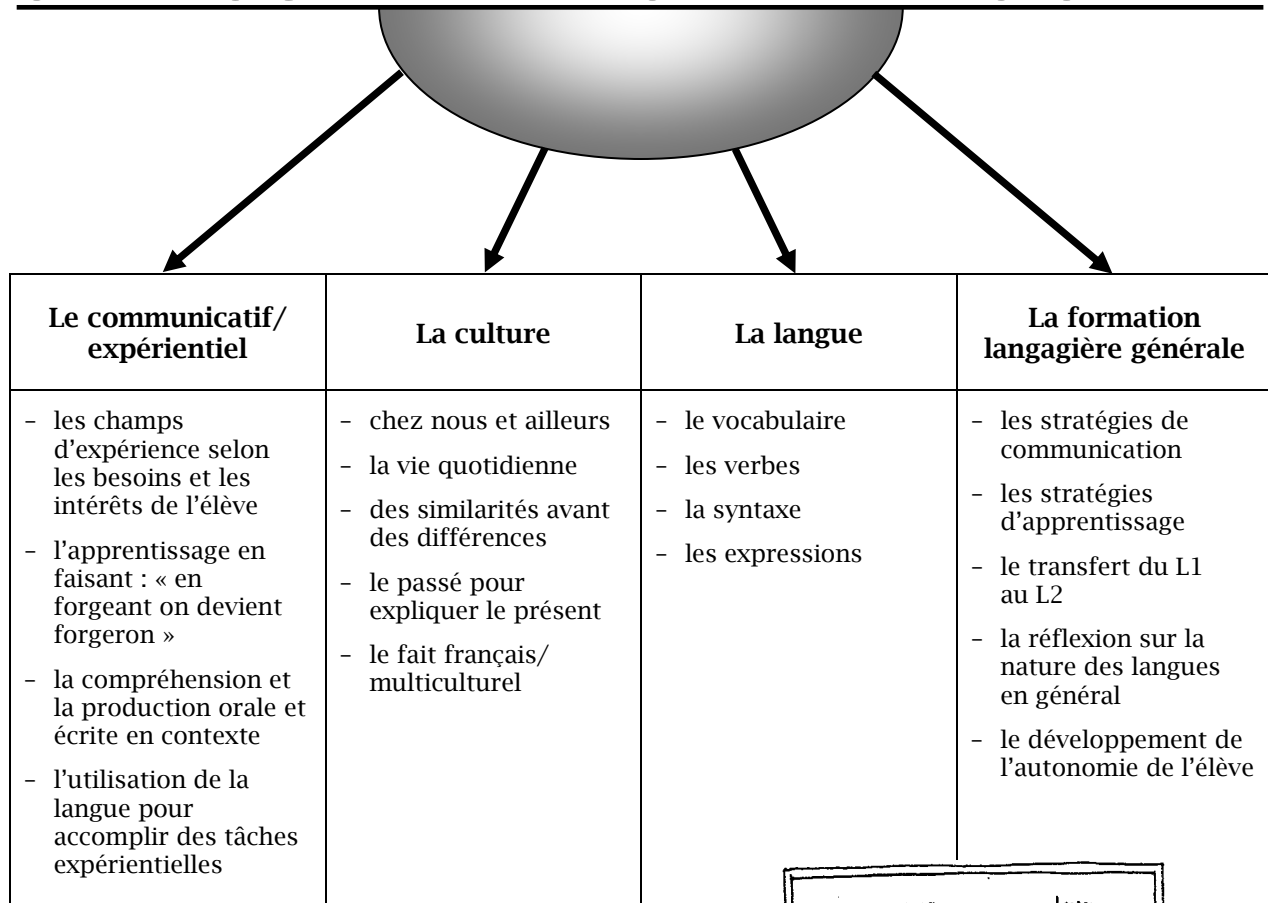 Le communicatif/
expérientiel
La culture
La langue
La formation
langagière générale
– les champs
d'expérience selon
les besoins et les
intérêts de l'élève
– l'apprentissage en
faisant : « en
forgeant on devient
forgeron »
– la compréhension et
la production orale et
écrite en contexte
– l'utilisation de la
langue pour
accomplir des tâches
expérientielles
– chez nous et ailleurs
– la vie quotidienne
– des similarités avant
des différences
– le passé pour
expliquer le présent
– le fait français/
multiculturel
– le vocabulaire
– les verbes
– la syntaxe
– les expressions
– les stratégies de
communication
– les stratégies
d'apprentissage
– le transfert du L1
au L2
– la réflexion sur la
nature des langues
en général
– le développement de
l'autonomie de l'élève